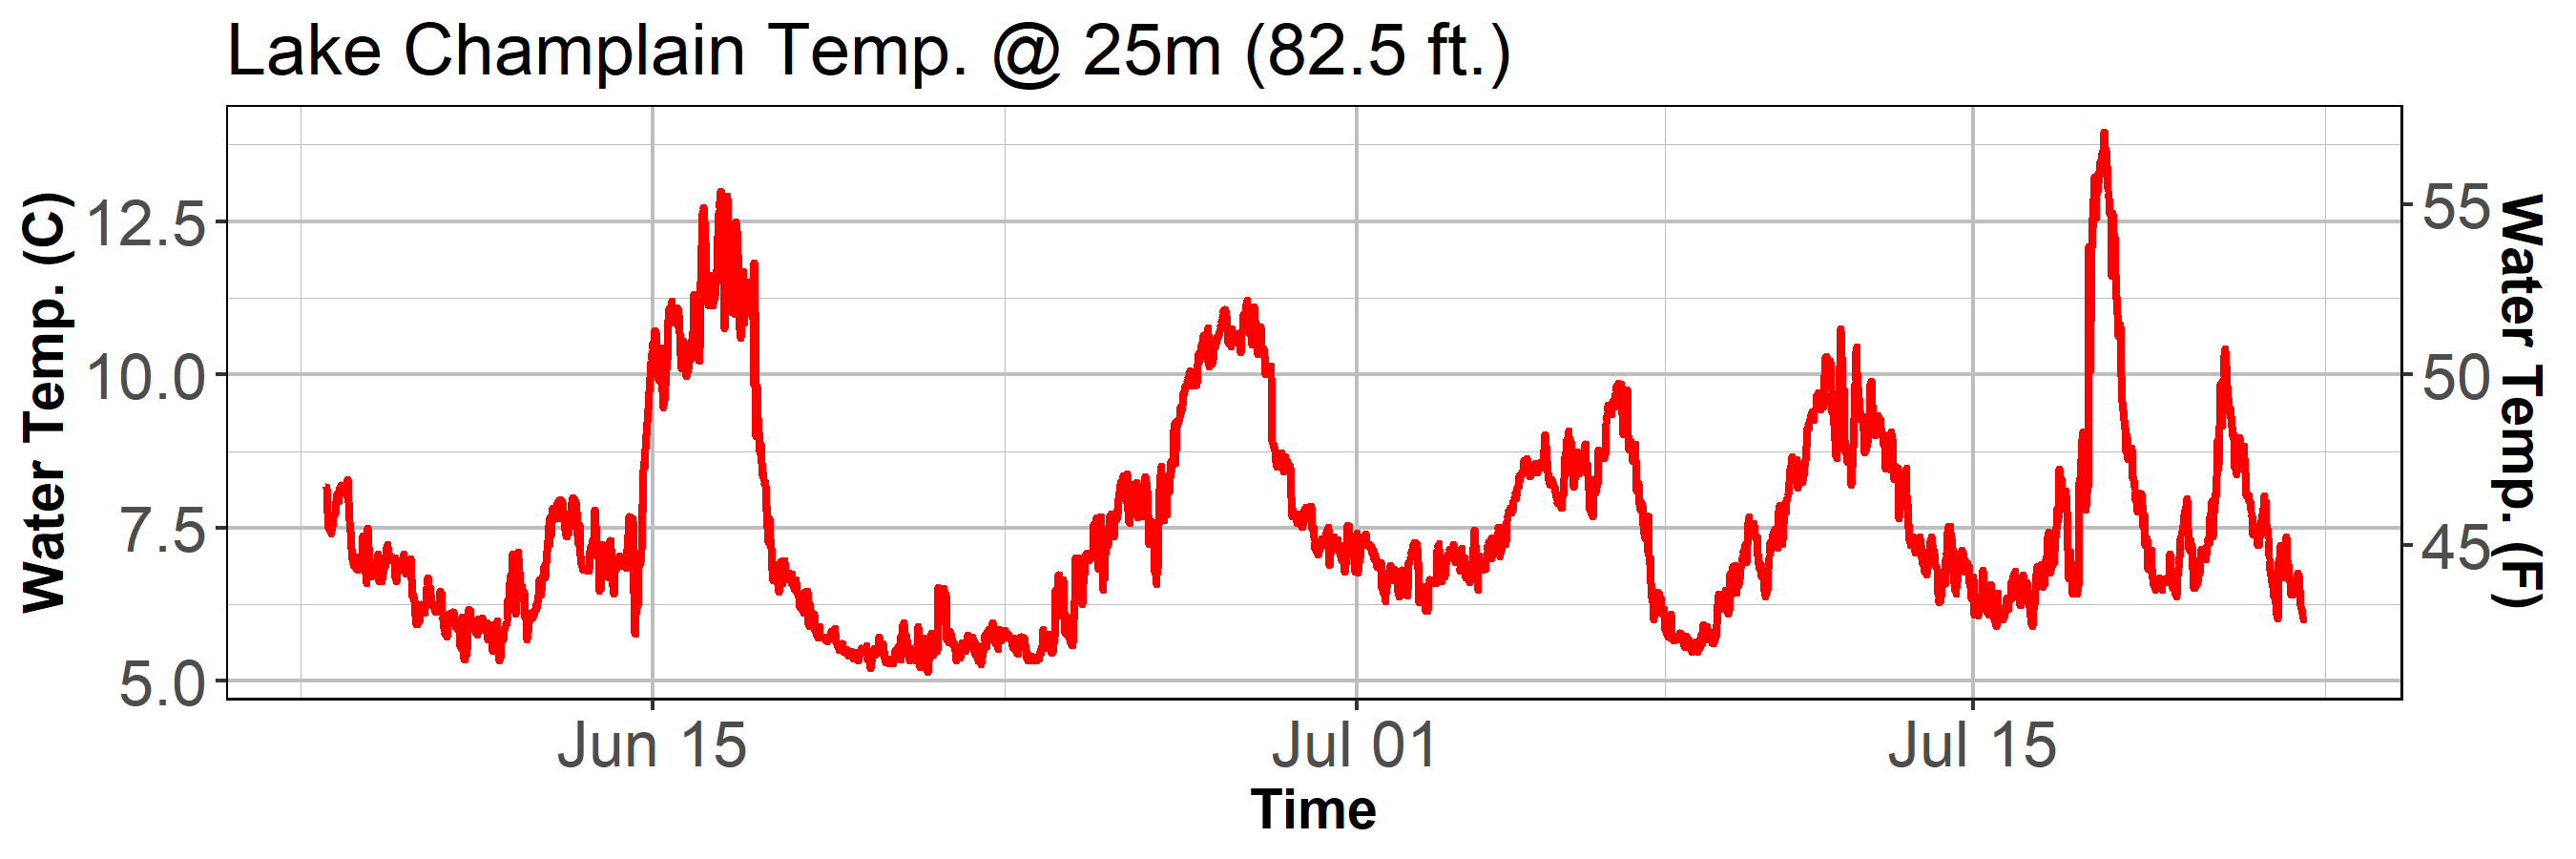 Lake Champlain Temp. @ 25m (82.5 ft.)
Water Temp. (C)
12.5
10.0
7.5
5.0
55
50
45
Water Temp. (F)
Jun 15
Jul 01
Jul 15
Time